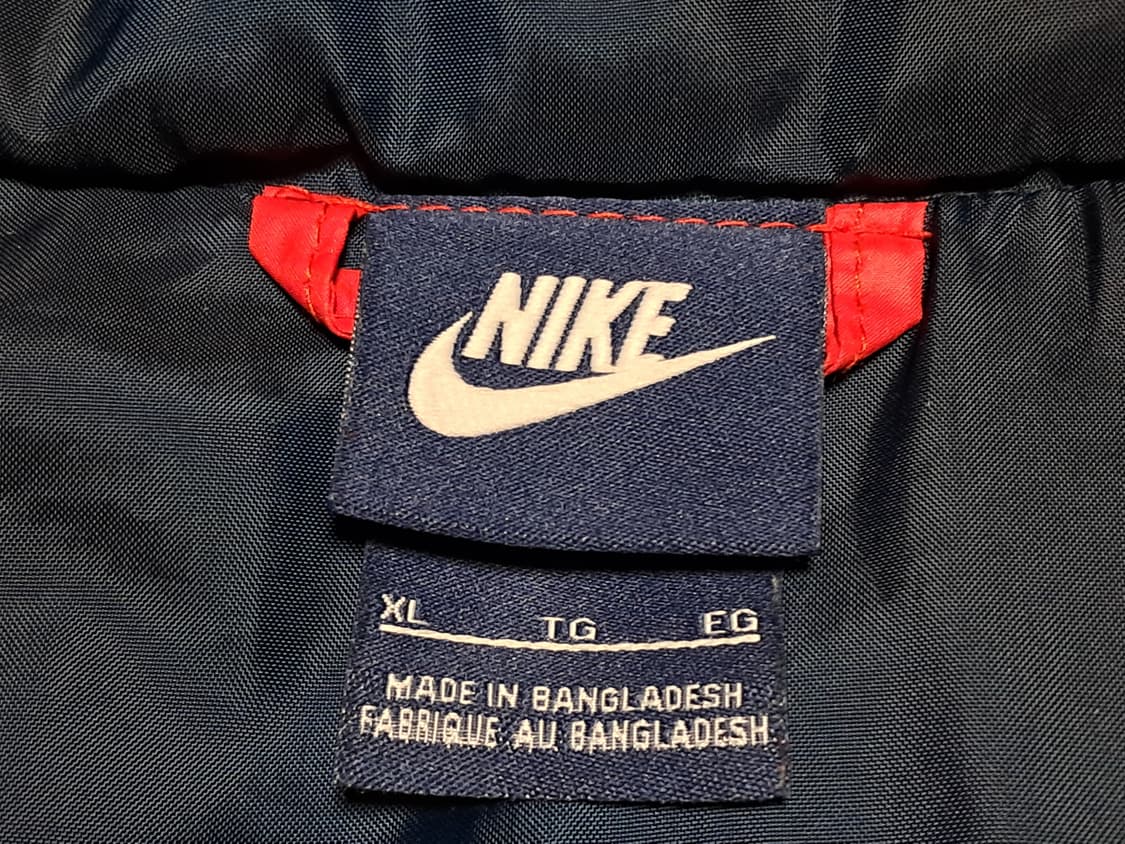 NIKE
XL TG EG
MADE IN BANGLADESH
FABRIQUE AU BANGLADESH